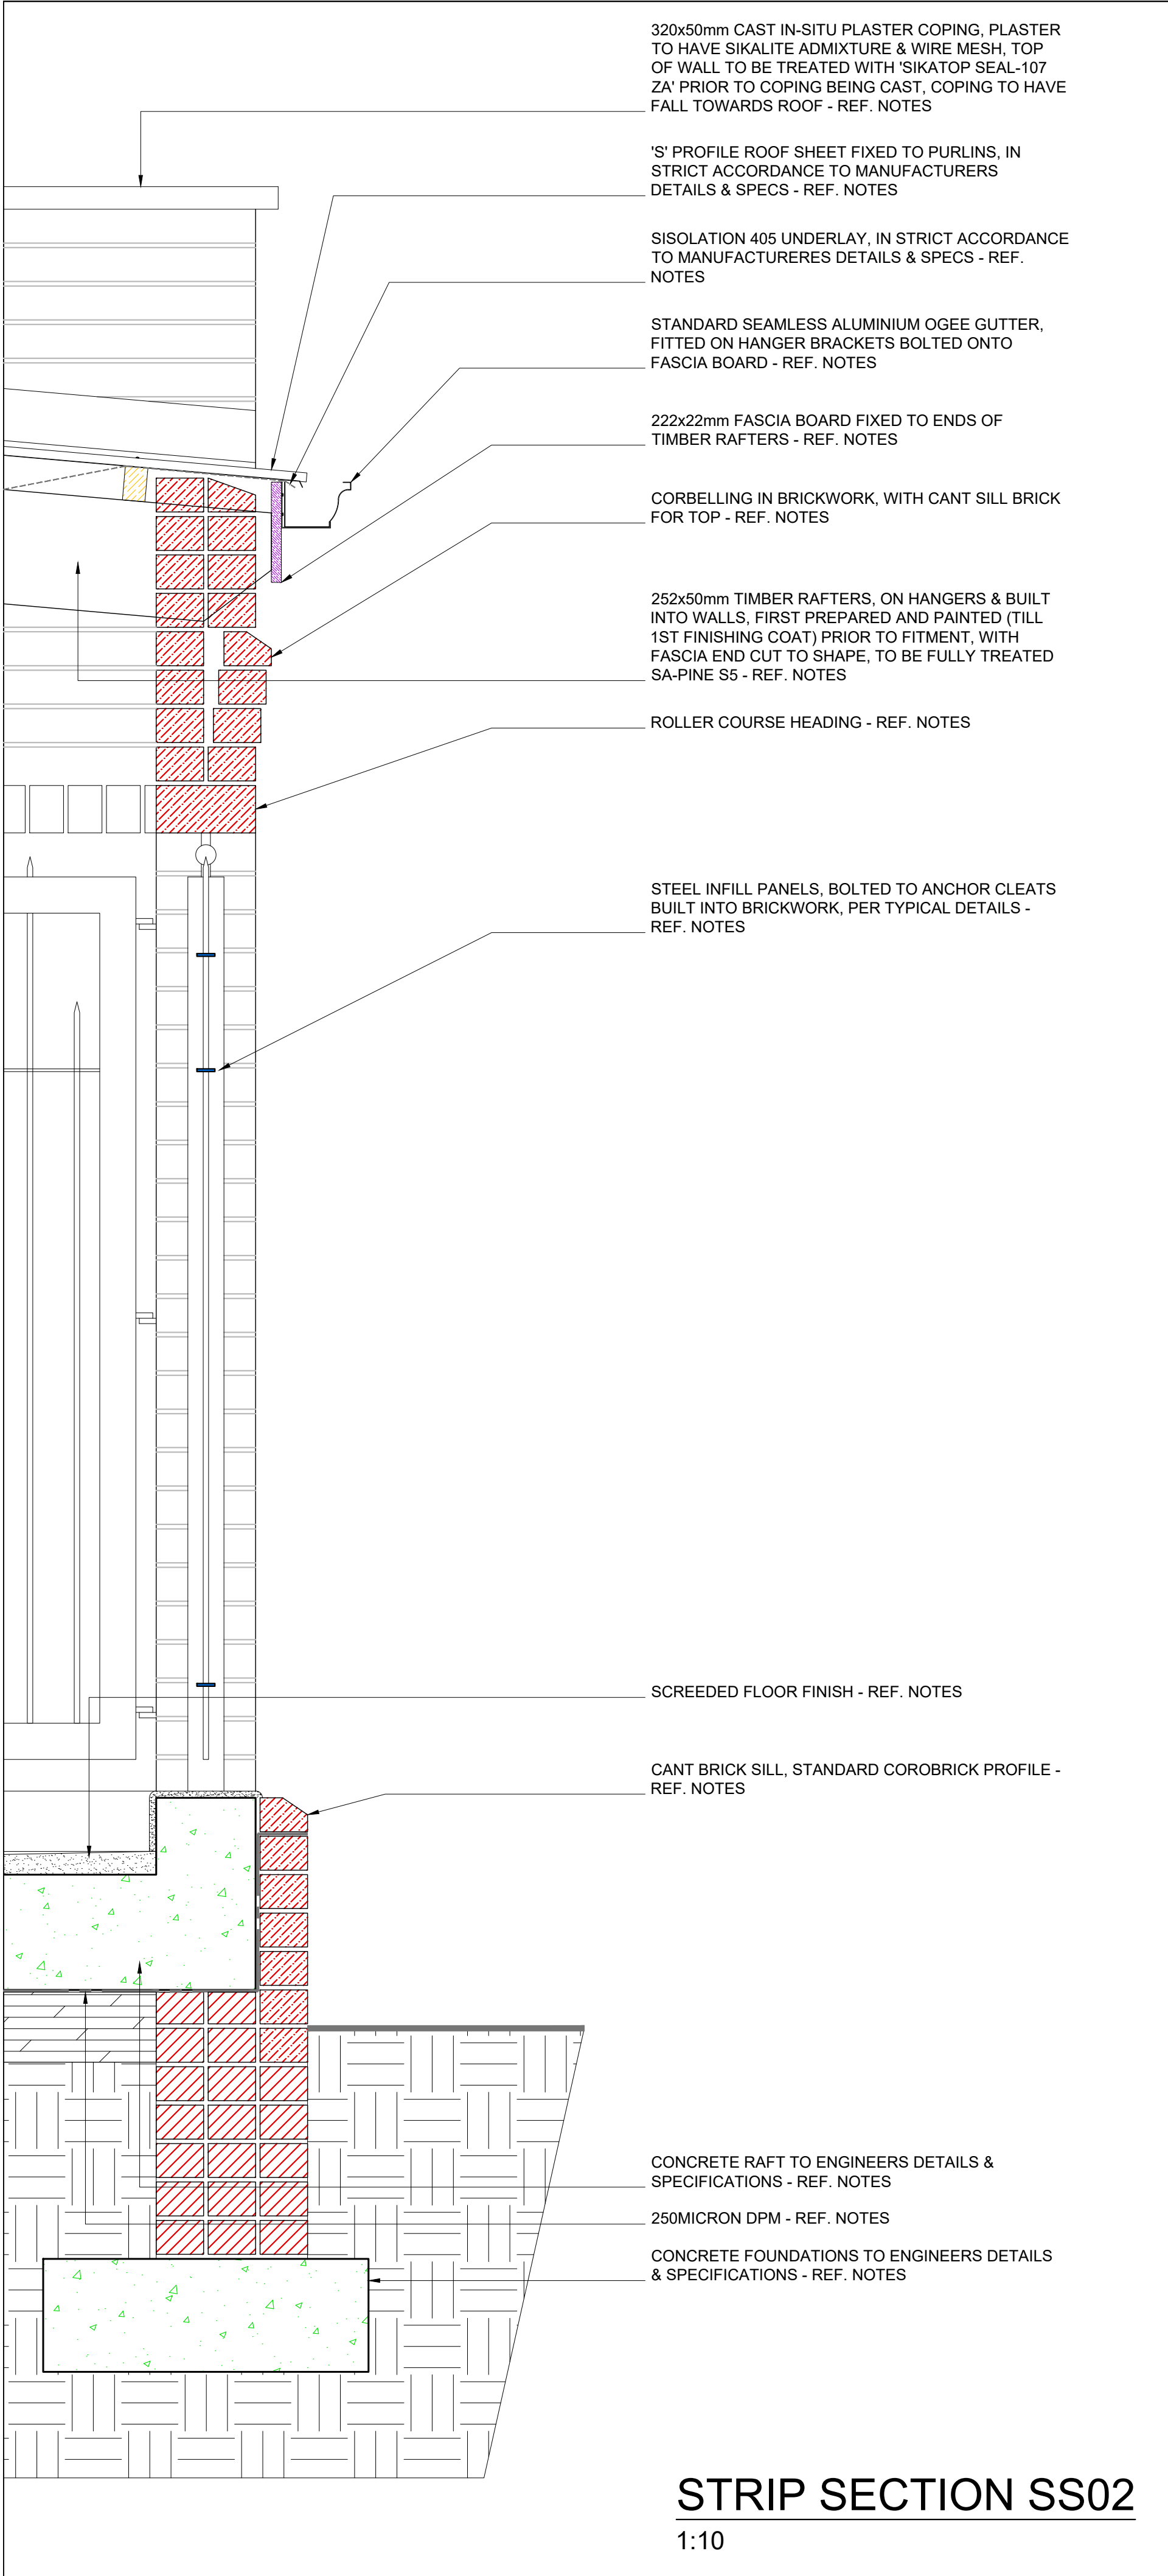 320x50mm CAST IN-SITU PLASTER COPING, PLASTER
TO HAVE SIKALITE ADMIXTURE & WIRE MESH, TOP
OF WALL TO BE TREATED WITH 'SIKATOP SEAL-107
ZA' PRIOR TO COPING BEING CAST, COPING TO HAVE
FALL TOWARDS ROOF - REF. NOTES
'S' PROFILE ROOF SHEET FIXED TO PURLINS, IN
STRICT ACCORDANCE TO MANUFACTURERS
DETAILS & SPECS - REF. NOTES
SISOLATION 405 UNDERLAY, IN STRICT ACCORDANCE
TO MANUFACTURERES DETAILS & SPECS - REF.
NOTES
STANDARD SEAMLESS ALUMINIUM OGEE GUTTER,
FITTED ON HANGER BRACKETS BOLTED ONTO
FASCIA BOARD - REF. NOTES
222x22mm FASCIA BOARD FIXED TO ENDS OF
TIMBER RAFTERS - REF. NOTES
CORBELLING IN BRICKWORK, WITH CANT SILL BRICK
FOR TOP - REF. NOTES
252x50mm TIMBER RAFTERS, ON HANGERS & BUILT
INTO WALLS, FIRST PREPARED AND PAINTED (TILL
1ST FINISHING COAT) PRIOR TO FITMENT, WITH
FASCIA END CUT TO SHAPE, TO BE FULLY TREATED
SA-PINE S5 - REF. NOTES
ROLLER COURSE HEADING - REF. NOTES
STEEL INFILL PANELS, BOLTED TO ANCHOR CLEATS
BUILT INTO BRICKWORK, PER TYPICAL DETAILS -
REF. NOTES
SCREEDED FLOOR FINISH - REF. NOTES
CANT BRICK SILL, STANDARD COROBRICK PROFILE -
REF. NOTES
CONCRETE RAFT TO ENGINEERS DETAILS &
SPECIFICATIONS - REF. NOTES
250MICRON DPM - REF. NOTES
CONCRETE FOUNDATIONS TO ENGINEERS DETAILS
& SPECIFICATIONS - REF. NOTES
STRIP SECTION SS02
1:10